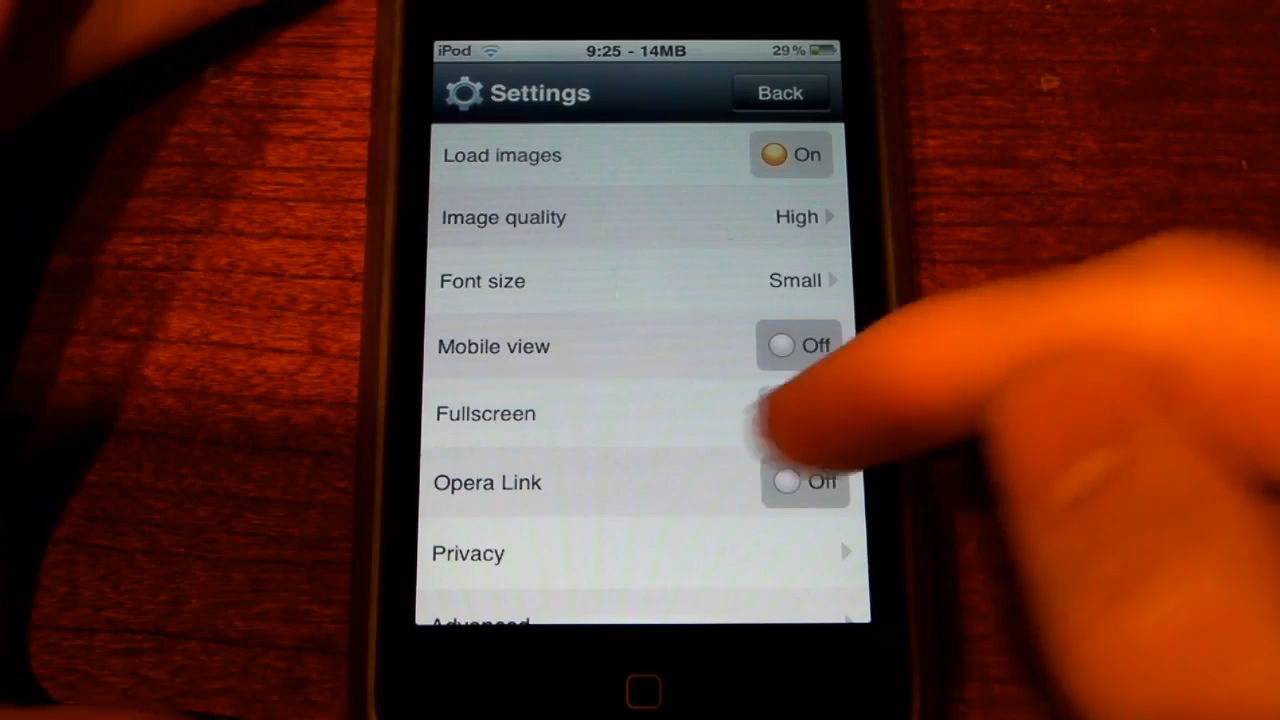 iPod 9:25 - 14MB 29%
Settings Back
Load images On
Image quality High
Font size Small
Mobile view Off
Fullscreen
Opera Link Off
Privacy
Advanced